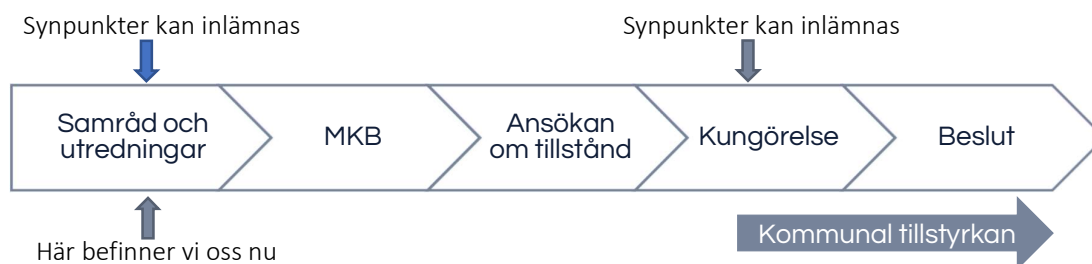 Synpunkter kan inlämnas
Synpunkter kan inlämnas
Samråd och
utredningar
MKB
Ansökan
om tillstånd
Kungörelse
Beslut
Här befinner vi oss nu
Kommunal tillstyrkan